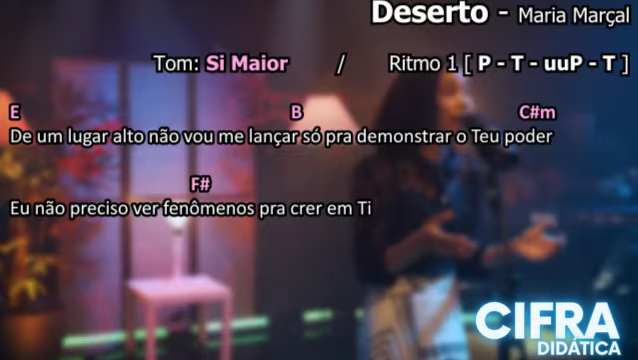 Deserto - Maria Marçal
Tom: Si Maior / Ritmo 1 [ P - T - uuP - T ]
E B C#m
De um lugar alto não vou me lançar só pra demonstrar o Teu poder
F#
Eu não preciso ver fenômenos pra crer em Ti
CIFRA
DIDÁTICA